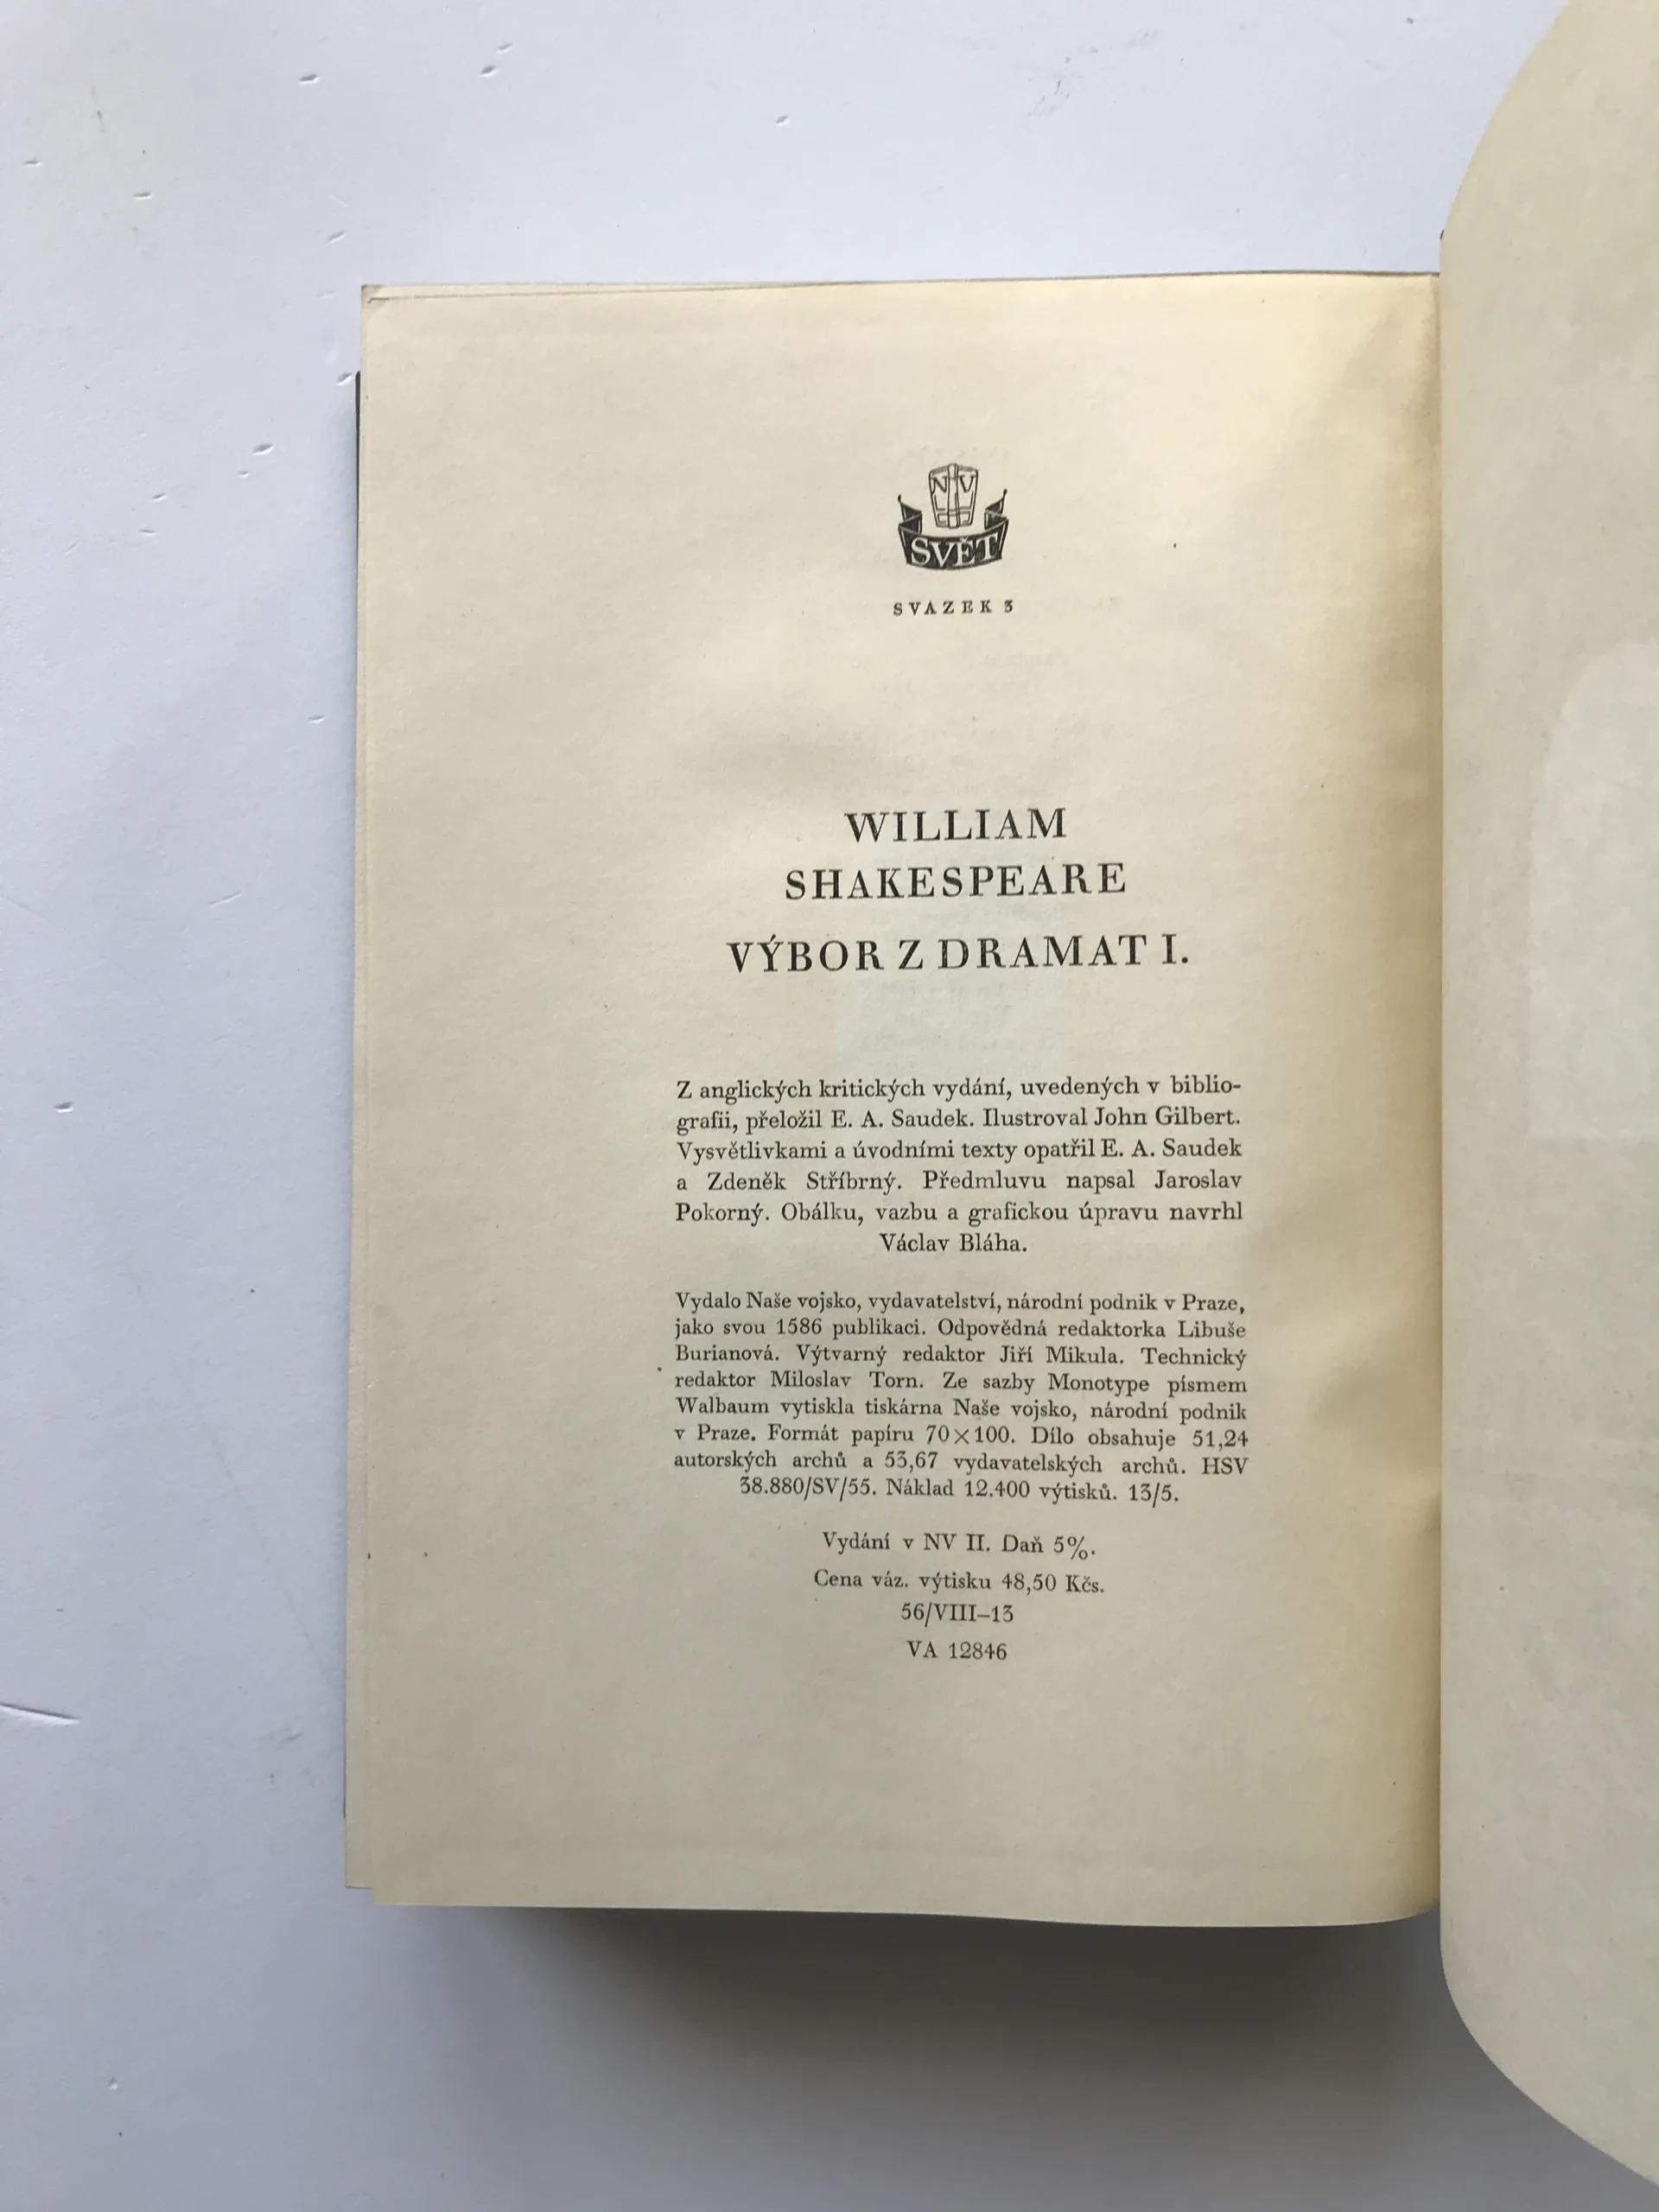 NV
SVĚT
SVAZEK 3
WILLIAM
SHAKESPEARE
VÝBOR Z DRAMAT I.
Z anglických kritických vydání, uvedených v biblio-
grafii, přeložil E. A. Saudek. Ilustroval John Gilbert.
Vysvětlivkami a úvodními texty opatřil E. A. Saudek
a Zdeněk Stříbrný. Předmluvu napsal Jaroslav
Pokorný. Obálku, vazbu a grafickou úpravu navrhl
Václav Bláha.
Vydalo Naše vojsko, vydavatelství, národní podnik v Praze,
jako svou 1586 publikaci. Odpovědná redaktorka Libuše
Burianová. Výtvarný redaktor Jiří Mikula. Technický
redaktor Miloslav Torn. Ze sazby Monotype písmem
Walbaum vytiskla tiskárna Naše vojsko, národní podnik
v Praze. Formát papíru 70×100. Dílo obsahuje 51,24
autorských archů a 53,67 vydavatelských archů. HSV
38.880/SV/55. Náklad 12.400 výtisků. 13/5.
Vydání v NV II. Daň 5%.
Cena váz. výtisku 48,50 Kčs.
56/VIII–13
VA 12846